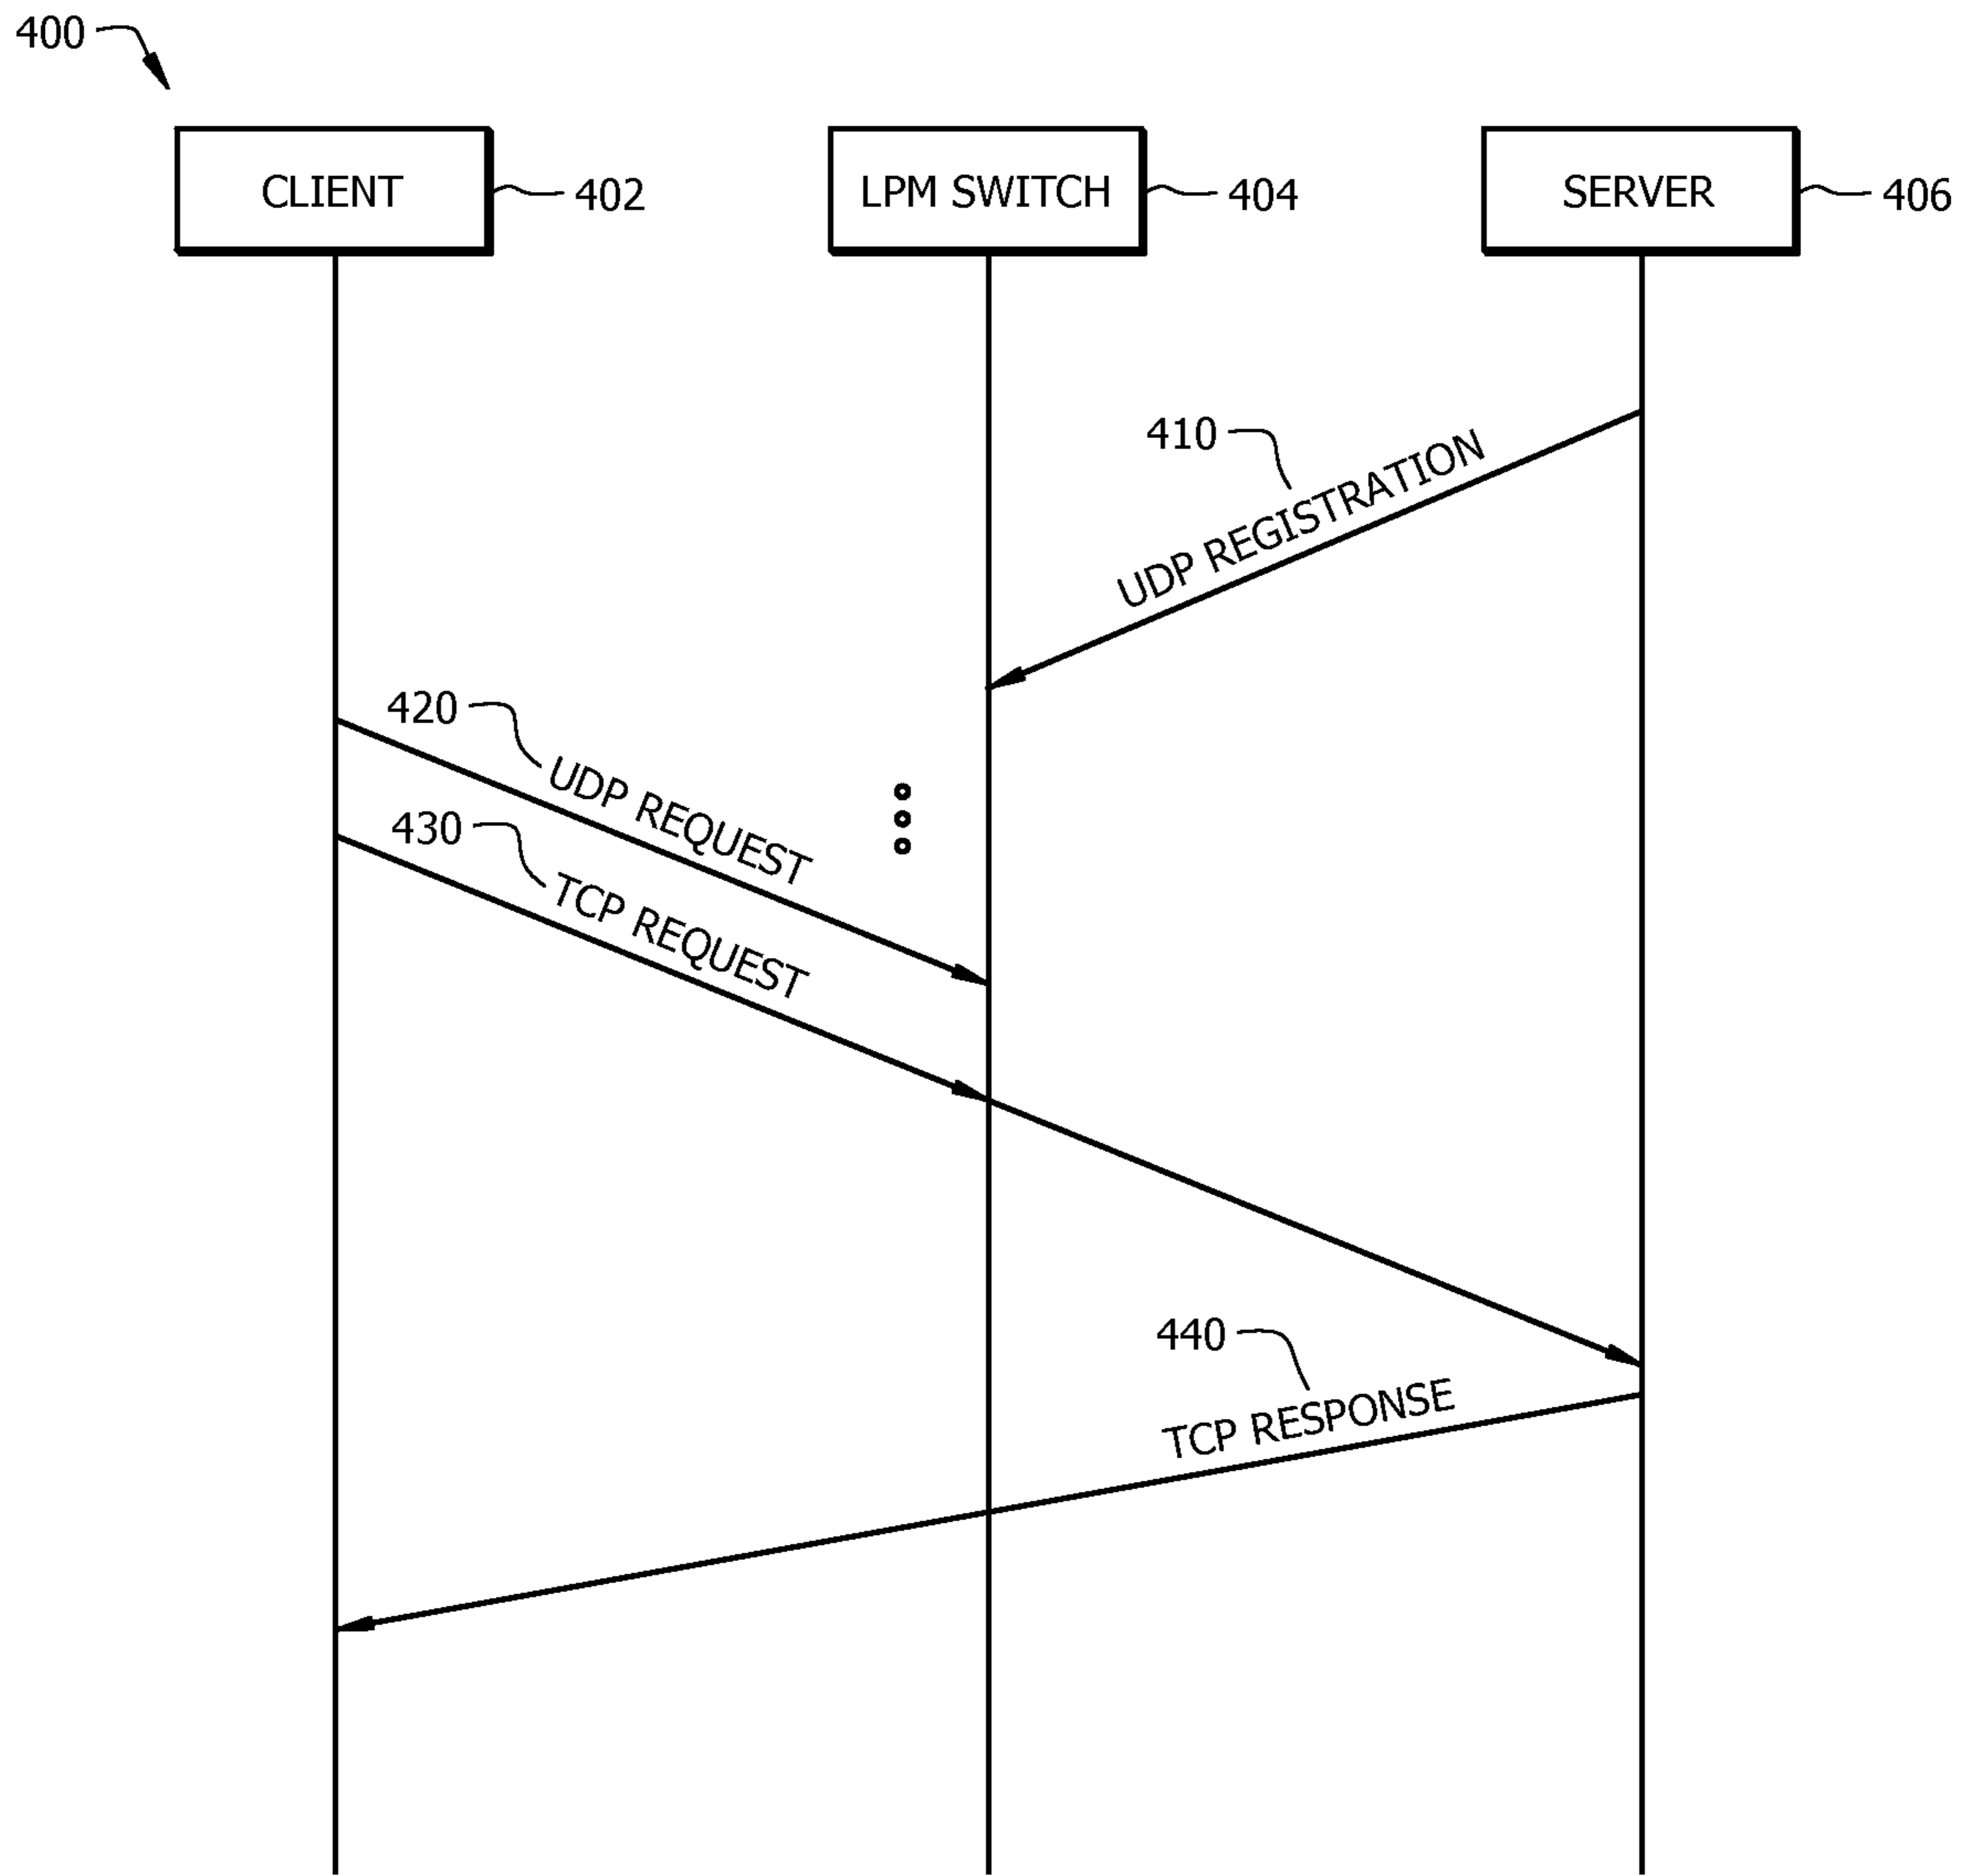 400
CLIENT
402
LPM SWITCH
404
SERVER
406
410
UDP REGISTRATION
420
UDP REQUEST
430
TCP REQUEST
440
TCP RESPONSE